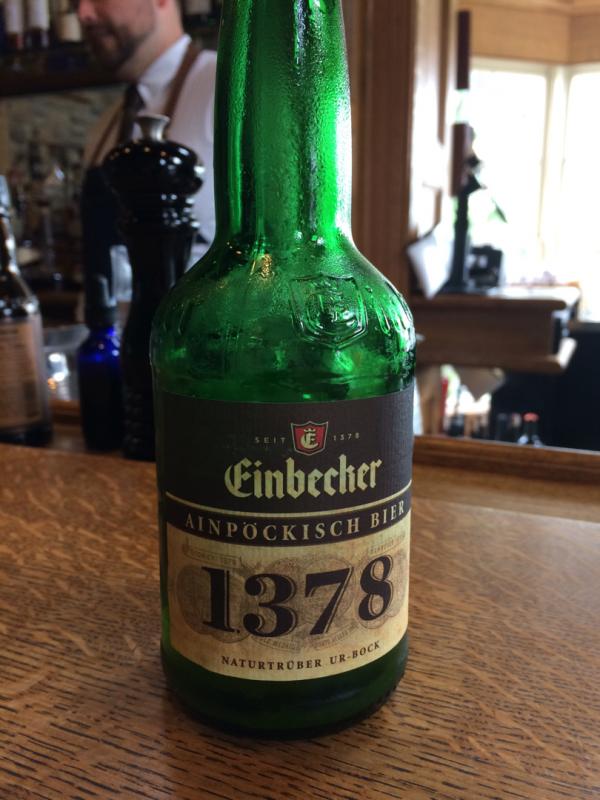 SEIT E 1378
Einbecker
AINPÖCKISCH BIER
1378
NATURTRÜBER UR-BOCK